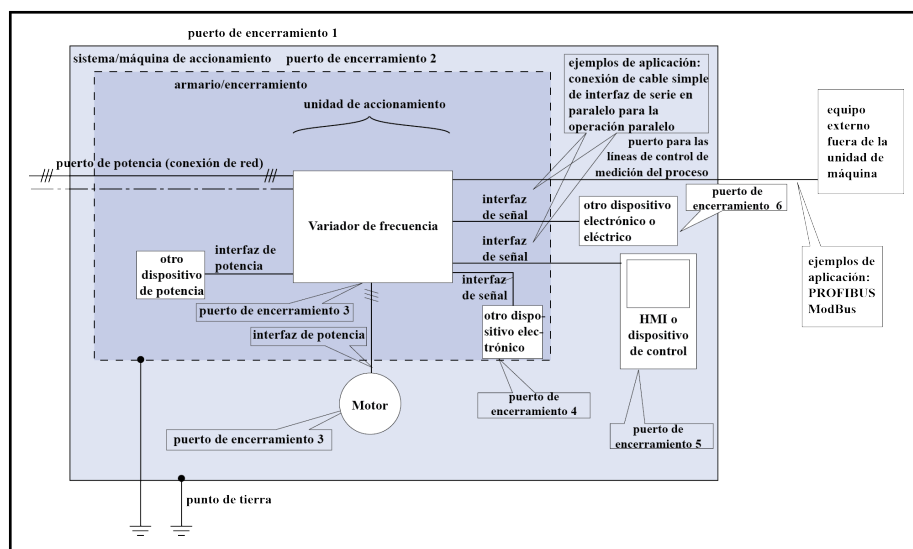 puerto de encerramiento 1
sistema/máquina de accionamiento
puerto de encerramiento 2
armario/encerramiento
unidad de accionamiento
ejemplos de aplicación:
conexión de cable simple
de interfaz de serie en
paralelo para la
operación paralelo
puerto para las
líneas de control de
medición del proceso
equipo
externo
fuera de la
unidad de
máquina
puerto de potencia (conexión de red)
Variador de frecuencia
interfaz
de señal
otro dispositivo
electrónico o
eléctrico
puerto de
encerramiento 6
interfaz
de señal
otro
dispositivo
de potencia
interfaz de
potencia
interfaz
de señal
ejemplos de
aplicación:
PROFIBUS
ModBus
puerto de encerramiento 3
interfaz de potencia
otro dispo-
sitivo elec-
trónico
HMI o
dispositivo
de control
Motor
puerto de
encerramiento 4
puerto de encerramiento 3
puerto de
encerramiento 5
punto de tierra